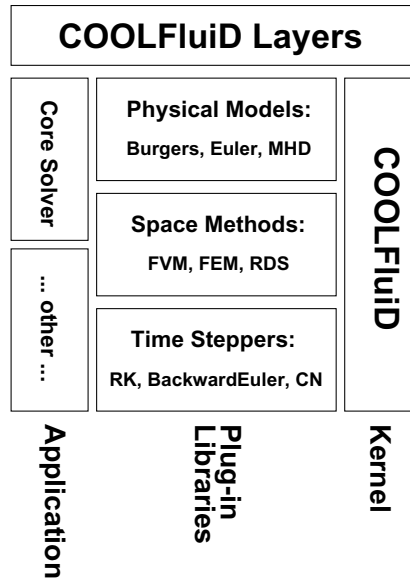 COOLFluiD Layers
Core Solver
... other ...
Physical Models:
Burgers, Euler, MHD
Space Methods:
FVM, FEM, RDS
Time Steppers:
RK, BackwardEuler, CN
COOLFluiD
Application
Plug-in
Libraries
Kernel